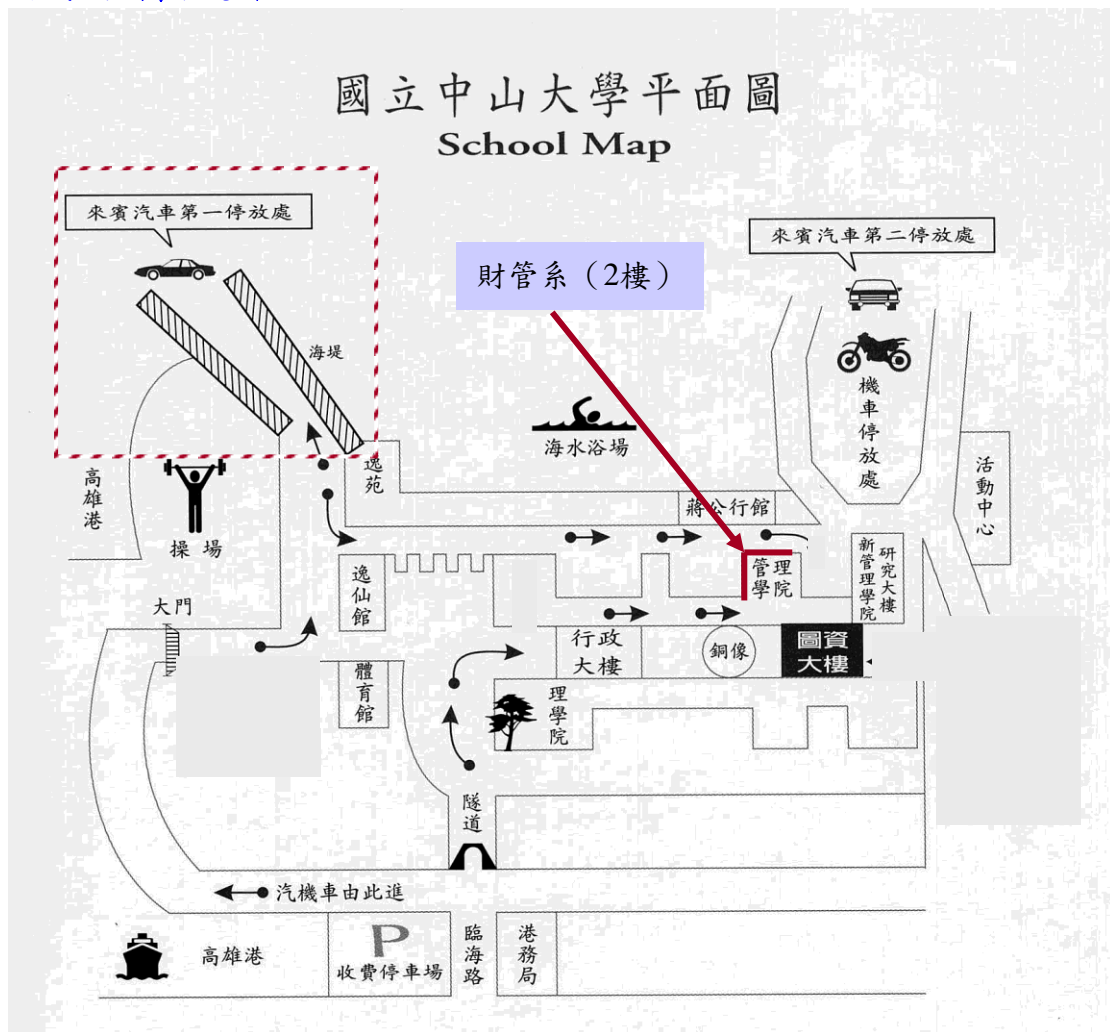 國立中山大學平面圖
School Map
來賓汽車第一停放處
來賓汽車第二停放處
財管系（2樓）
海堤
機車停放處
海水浴場
活動中心
逸苑
高雄港
操場
蔣公行館
管理
學院
新管理學院
研究大樓
逸仙館
大門
行政
大樓
銅像
圖資
大樓
體育館
理學院
隧道
汽機車由此進
高雄港
P
收費停車場
臨海路
港務局